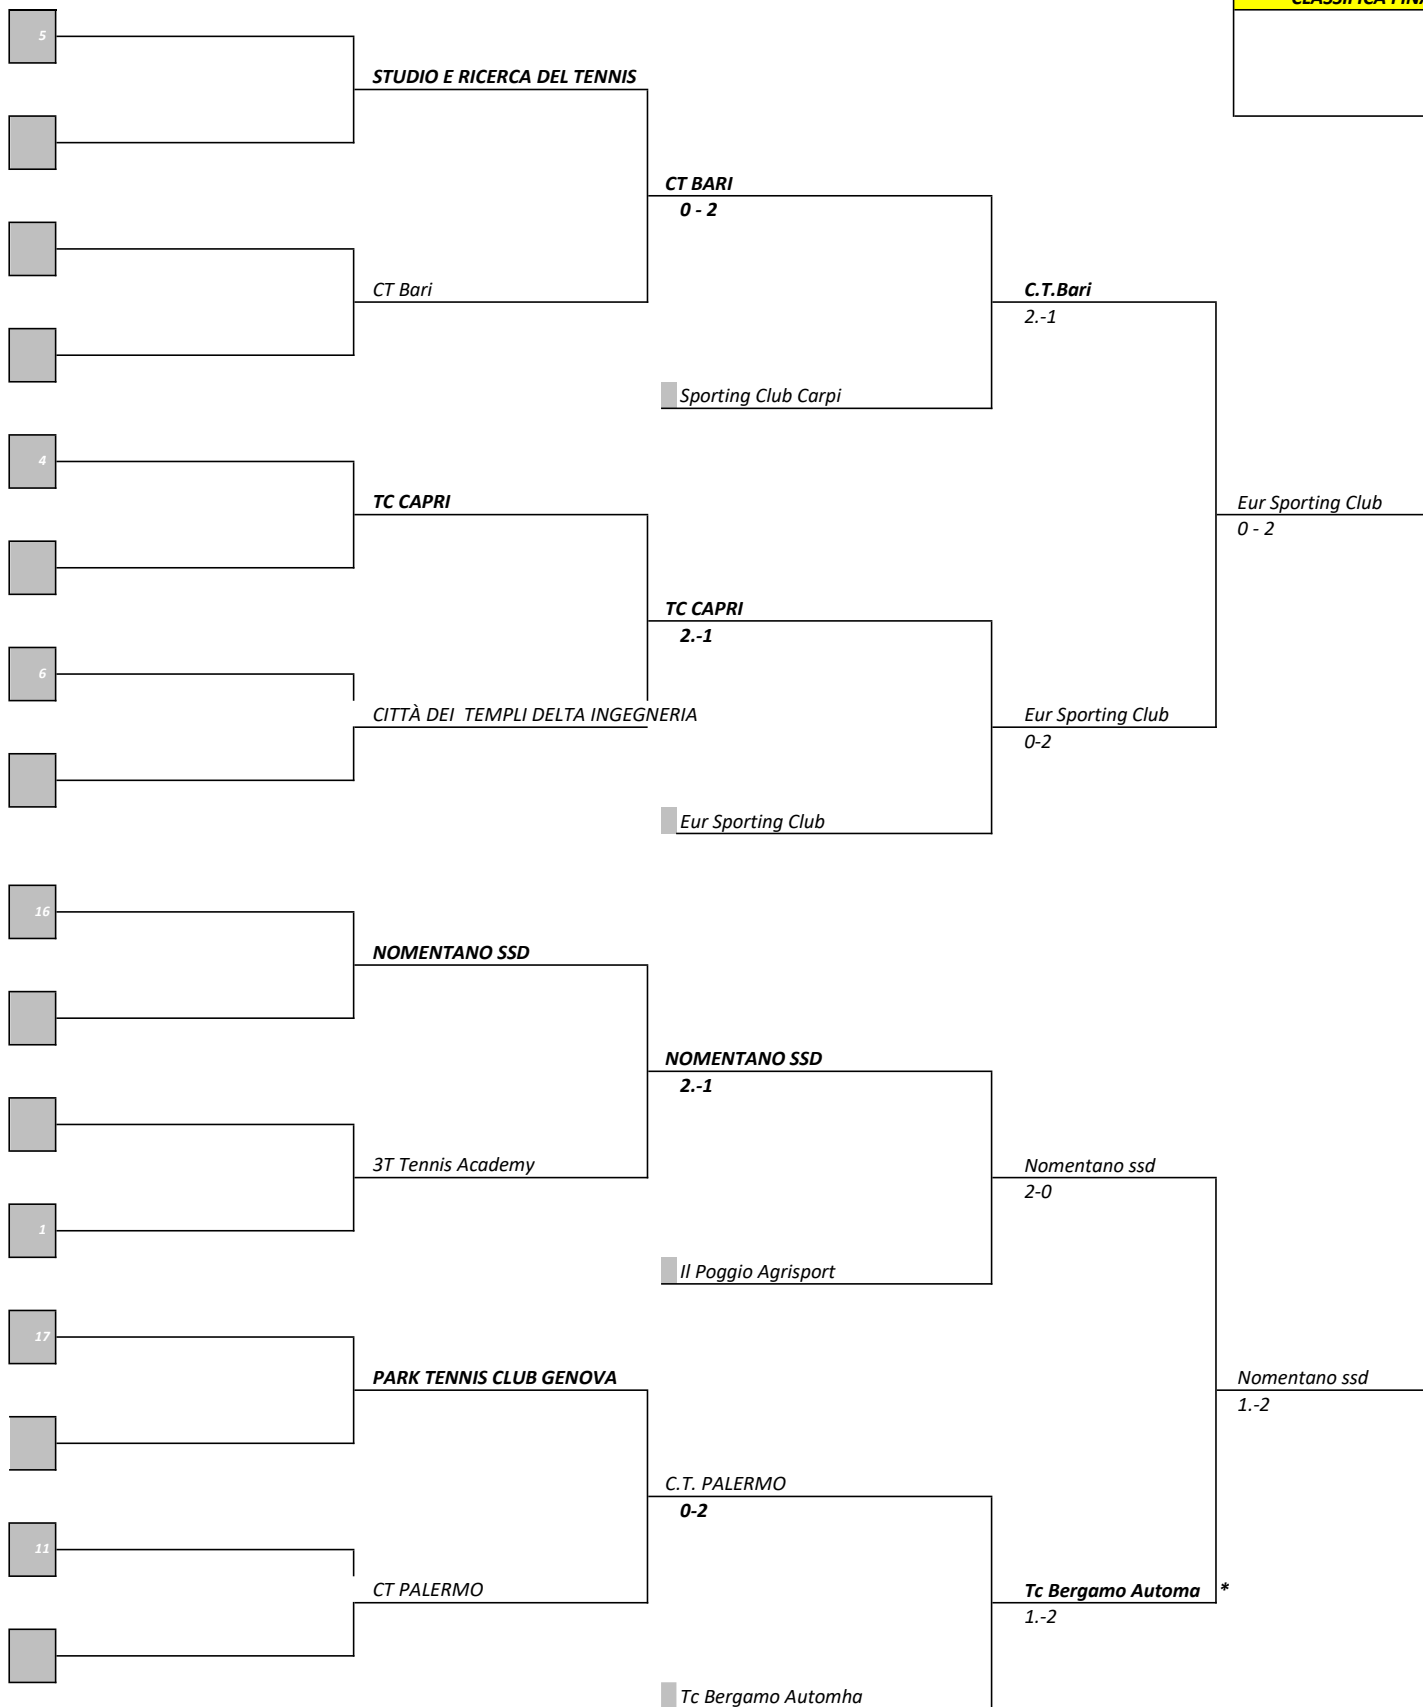 CLASSIFICA FINA
5
STUDIO E RICERCA DEL TENNIS
CT BARI
0 - 2
CT Bari
C.T.Bari
2.-1
Sporting Club Carpi
4
TC CAPRI
Eur Sporting Club
0 - 2
TC CAPRI
2.-1
6
CITTÀ DEI  TEMPLI DELTA INGEGNERIA
Eur Sporting Club
0-2
Eur Sporting Club
16
NOMENTANO SSD
NOMENTANO SSD
2.-1
3T Tennis Academy
Nomentano ssd
2-0
1
Il Poggio Agrisport
17
PARK TENNIS CLUB GENOVA
Nomentano ssd
1.-2
C.T. PALERMO
0-2
11
CT PALERMO
Tc Bergamo Automa *
1.-2
Tc Bergamo Automha